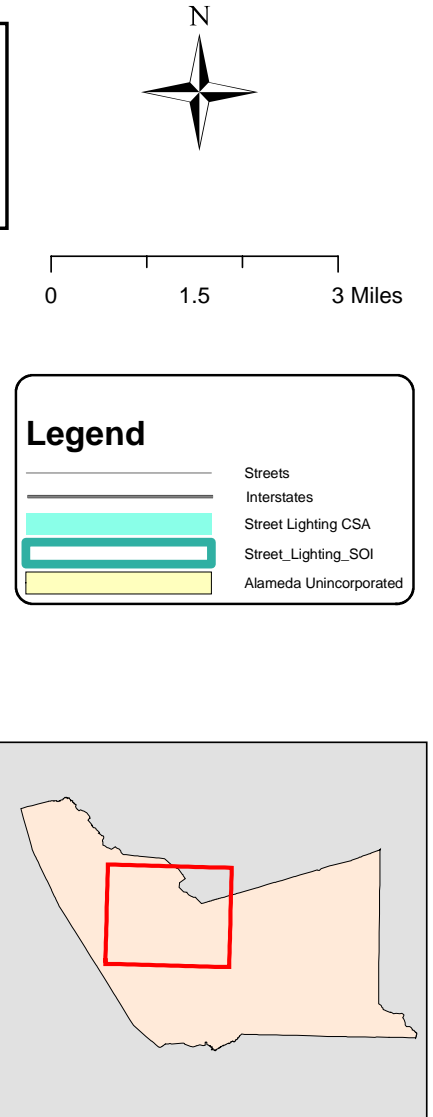 N
0 1.5 3 Miles
Legend
Streets
Interstates
Street Lighting CSA
Street_Lighting_SOI
Alameda Unincorporated